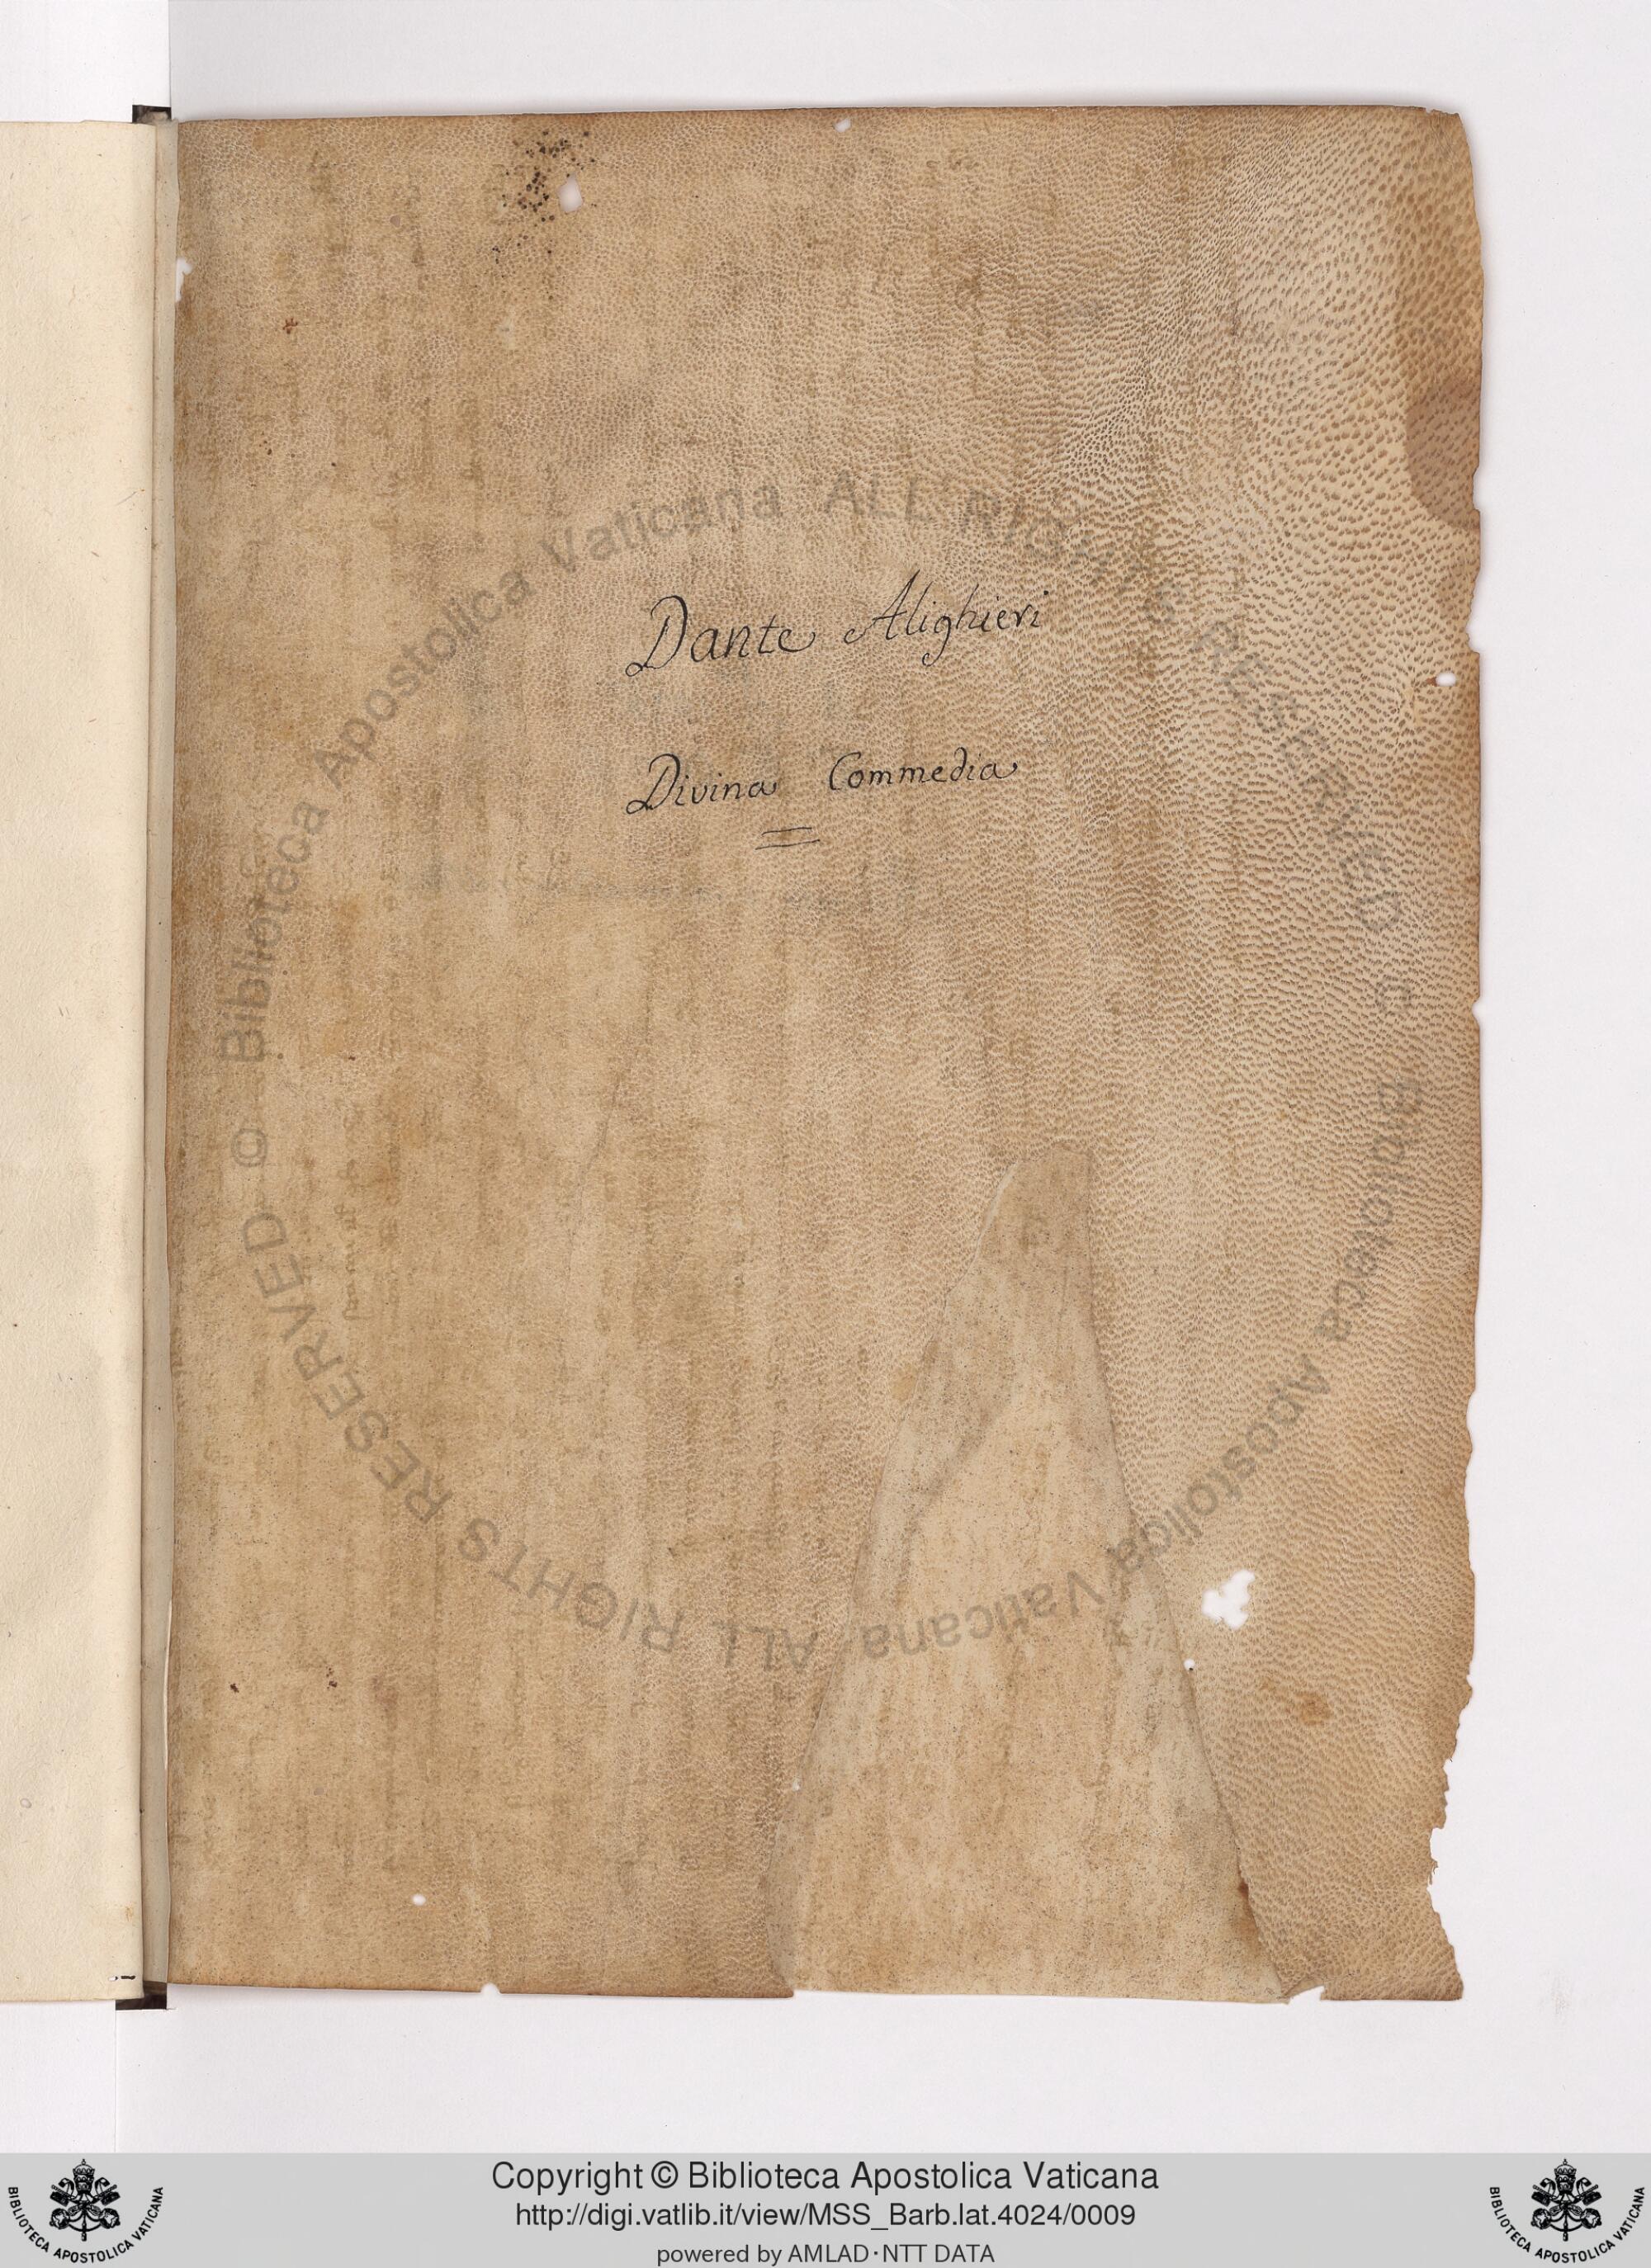 Dante Alighieri
Divina Commedia
© Biblioteca Apostolica Vaticana ALL RIGHTS RESERVED © Biblioteca Apostolica Vaticana ALL RIGHTS RESERVED
Copyright © Biblioteca Apostolica Vaticana
http://digi.vatlib.it/view/MSS_Barb.lat.4024/0009
powered by AMLAD·NTT DATA
BIBLIOTECA APOSTOLICA VATICANA
BIBLIOTECA APOSTOLICA VATICANA